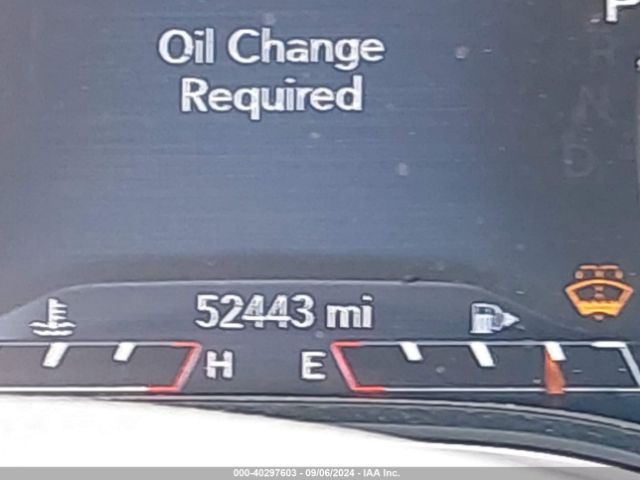 Oil Change
Required
P
R
N
D
52443 mi
H E
000-40297603 - 09/06/2024 - IAA Inc.